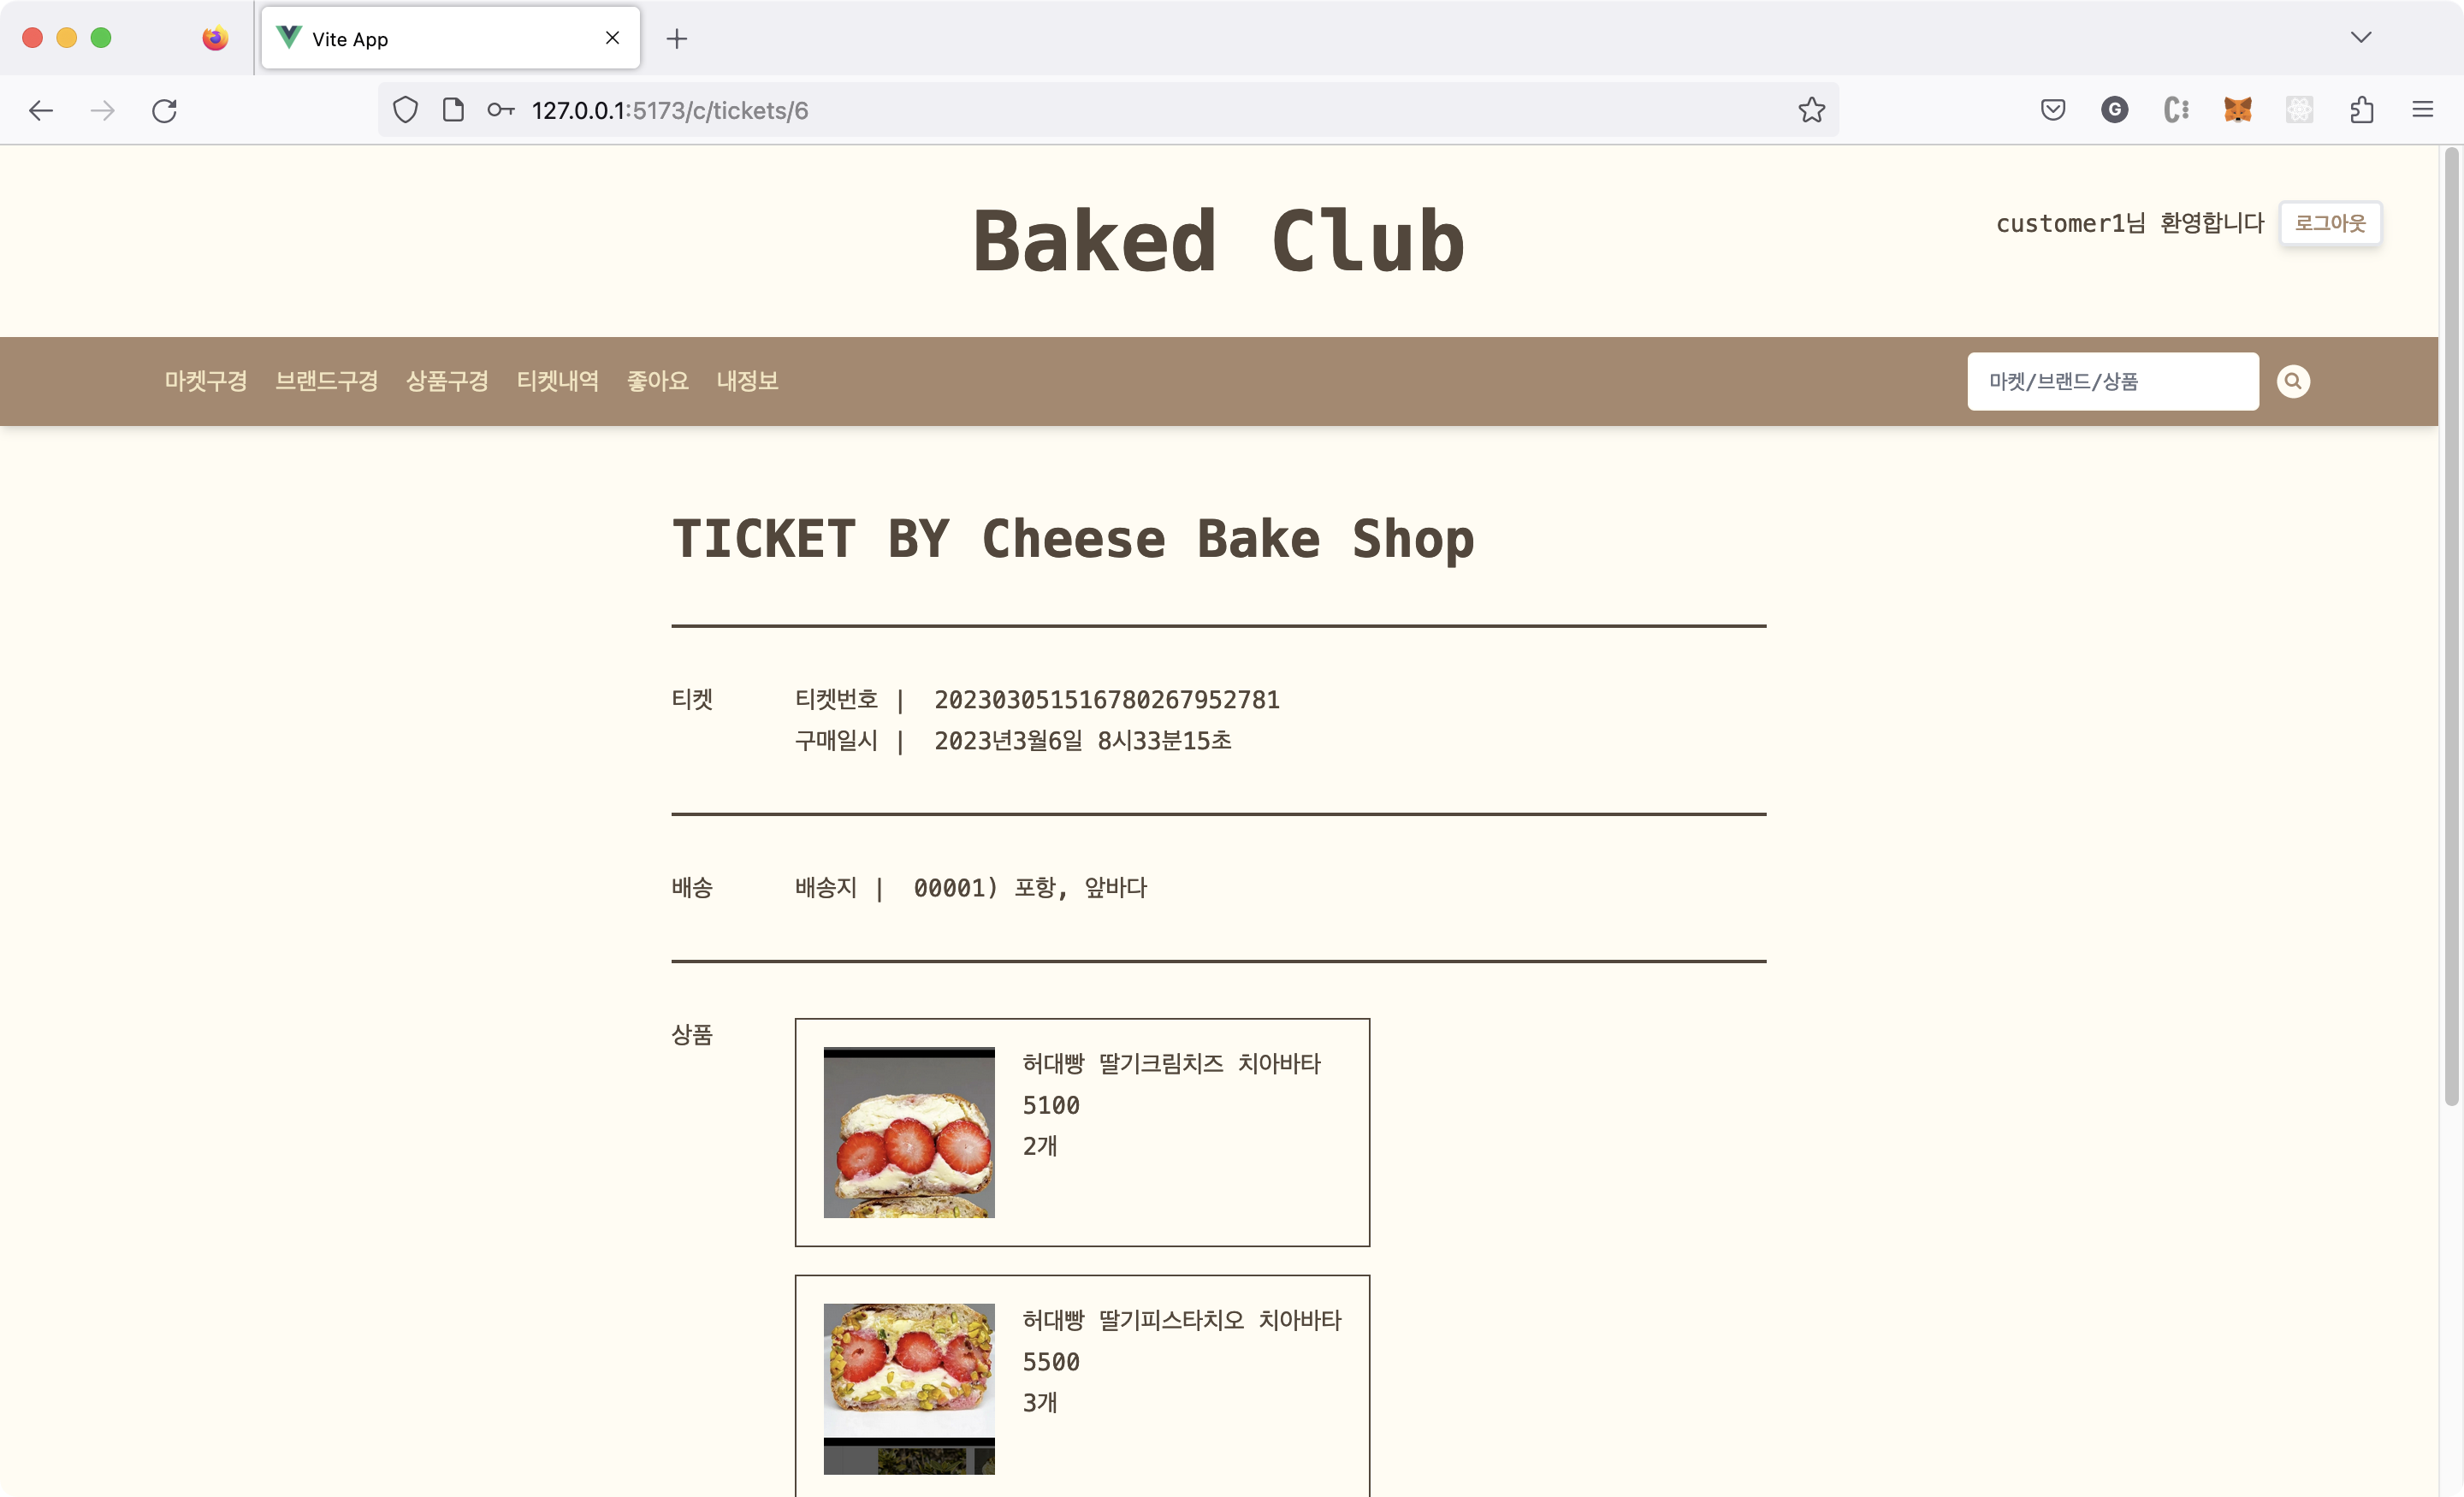 Vite App
127.0.0.1:5173/c/tickets/6
Baked Club
customer1님 환영합니다 로그아웃
마켓구경 브랜드구경 상품구경 티켓내역 좋아요 내정보 마켓/브랜드/상품
TICKET BY Cheese Bake Shop
티켓 티켓번호 | 202303051516780267952781
구매일시 | 2023년3월6일 8시33분15초
배송 배송지 | 00001) 포항, 앞바다
상품 허대빵 딸기크림치즈 치아바타
5100
2개
허대빵 딸기피스타치오 치아바타
5500
3개